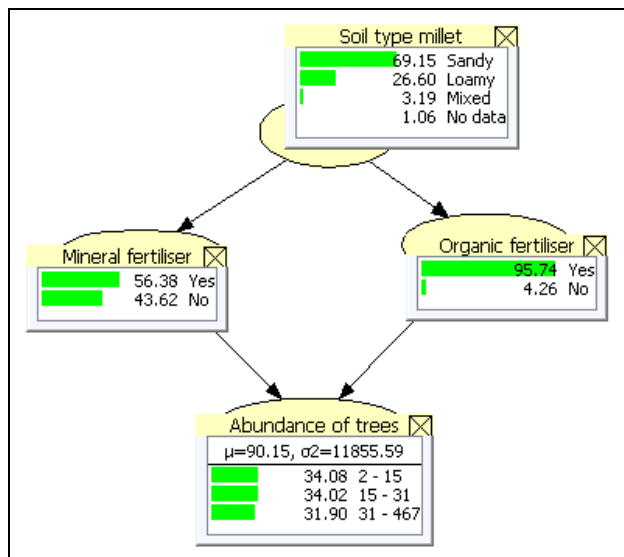 Soil type millet
69.15 Sandy
26.60 Loamy
3.19 Mixed
1.06 No data
Mineral fertiliser
56.38 Yes
43.62 No
Organic fertiliser
95.74 Yes
4.26 No
Abundance of trees
μ=90.15, σ2=11855.59
34.08 2 - 15
34.02 15 - 31
31.90 31 - 467